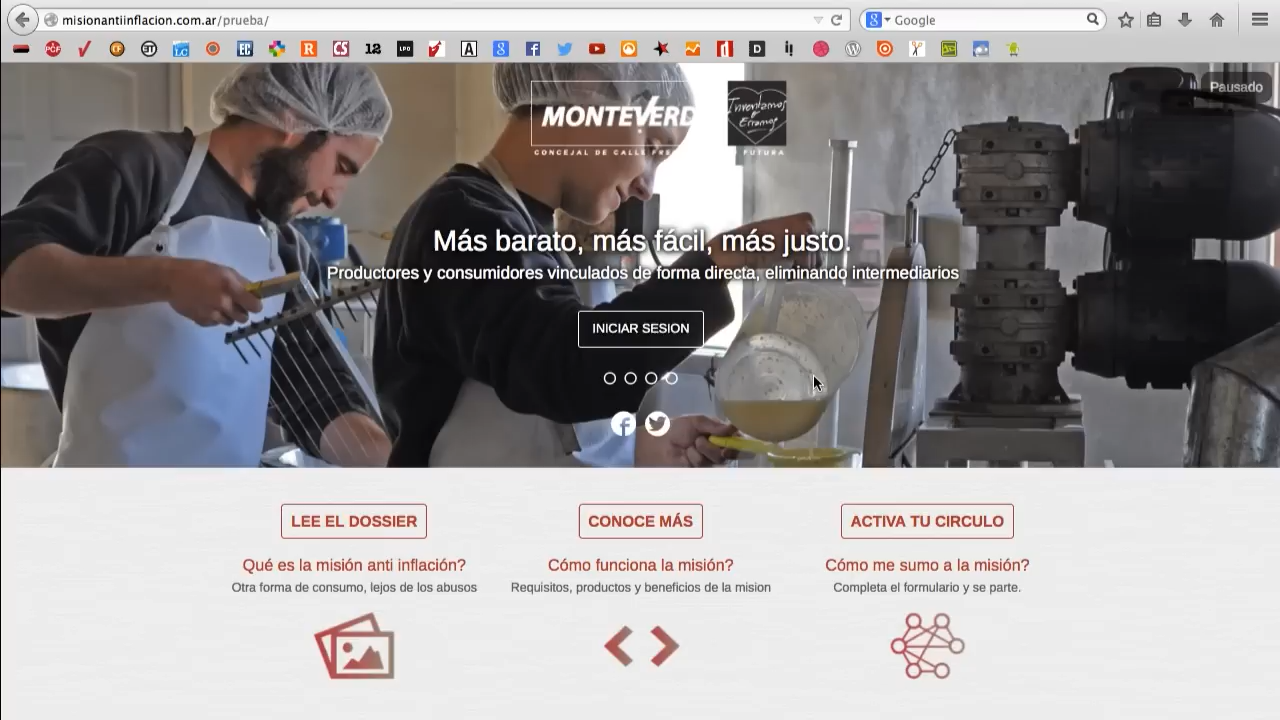 misionantiinflacion.com.ar/prueba/
Google
Pausado
MONTEVERD
Inventamos
o
Erramos
CONCEJAL DE CALLE
FUTURA
Más barato, más fácil, más justo.
Productores y consumidores vinculados de forma directa, eliminando intermediarios
INICIAR SESION
LEE EL DOSSIER
CONOCE MÁS
ACTIVA TU CIRCULO
Qué es la misión anti inflación?
Cómo funciona la misión?
Cómo me sumo a la misión?
Otra forma de consumo, lejos de los abusos
Requisitos, productos y beneficios de la mision
Completa el formulario y se parte.